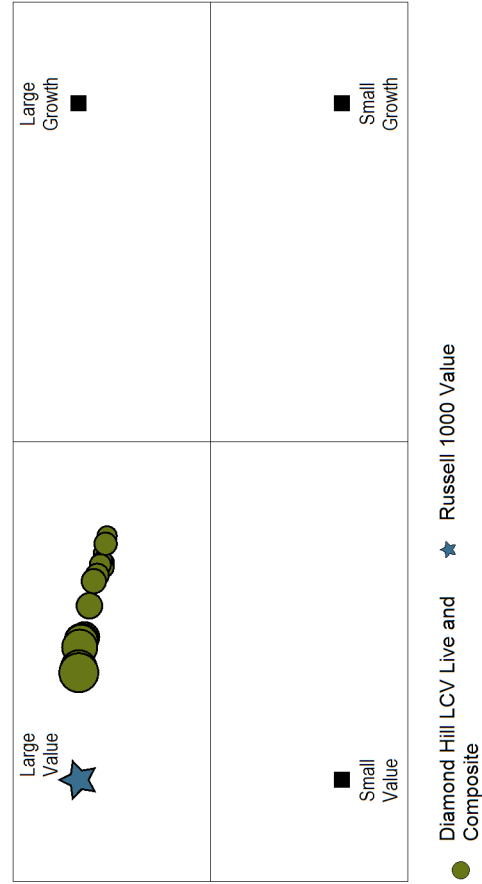 Large
Value
Large
Growth
Small
Value
Small
Growth
Diamond Hill LCV Live and
Composite
Russell 1000 Value